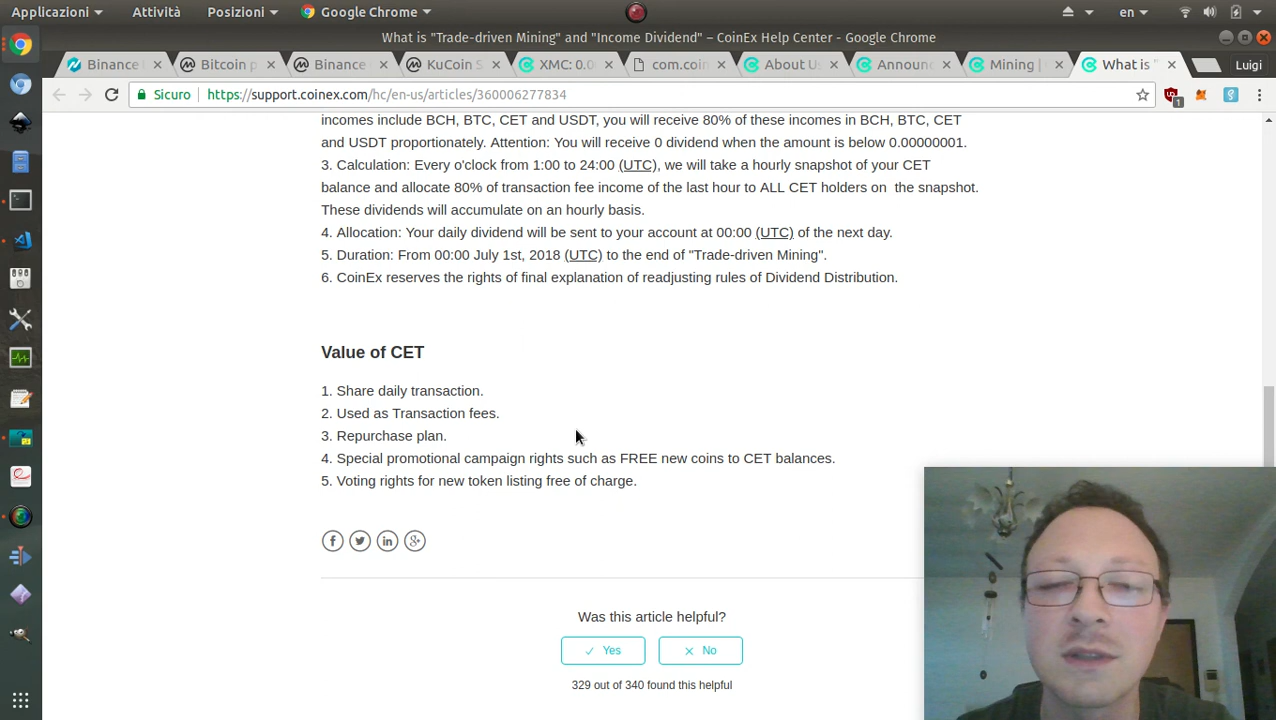 Applicazioni Attività Posizioni Google Chrome en
What is "Trade-driven Mining" and "Income Dividend" – CoinEx Help Center - Google Chrome
Binance Bitcoin p Binance KuCoin S XMC: 0.0 com.coin About Us Announc Mining | What is " Luigi
Sicuro https://support.coinex.com/hc/en-us/articles/360006277834
1
incomes include BCH, BTC, CET and USDT, you will receive 80% of these incomes in BCH, BTC, CET
and USDT proportionately. Attention: You will receive 0 dividend when the amount is below 0.00000001.
3. Calculation: Every o'clock from 1:00 to 24:00 (UTC), we will take a hourly snapshot of your CET
balance and allocate 80% of transaction fee income of the last hour to ALL CET holders on the snapshot.
These dividends will accumulate on an hourly basis.
4. Allocation: Your daily dividend will be sent to your account at 00:00 (UTC) of the next day.
5. Duration: From 00:00 July 1st, 2018 (UTC) to the end of "Trade-driven Mining".
6. CoinEx reserves the rights of final explanation of readjusting rules of Dividend Distribution.
Value of CET
1. Share daily transaction.
2. Used as Transaction fees.
3. Repurchase plan.
4. Special promotional campaign rights such as FREE new coins to CET balances.
5. Voting rights for new token listing free of charge.
Was this article helpful?
Yes No
329 out of 340 found this helpful